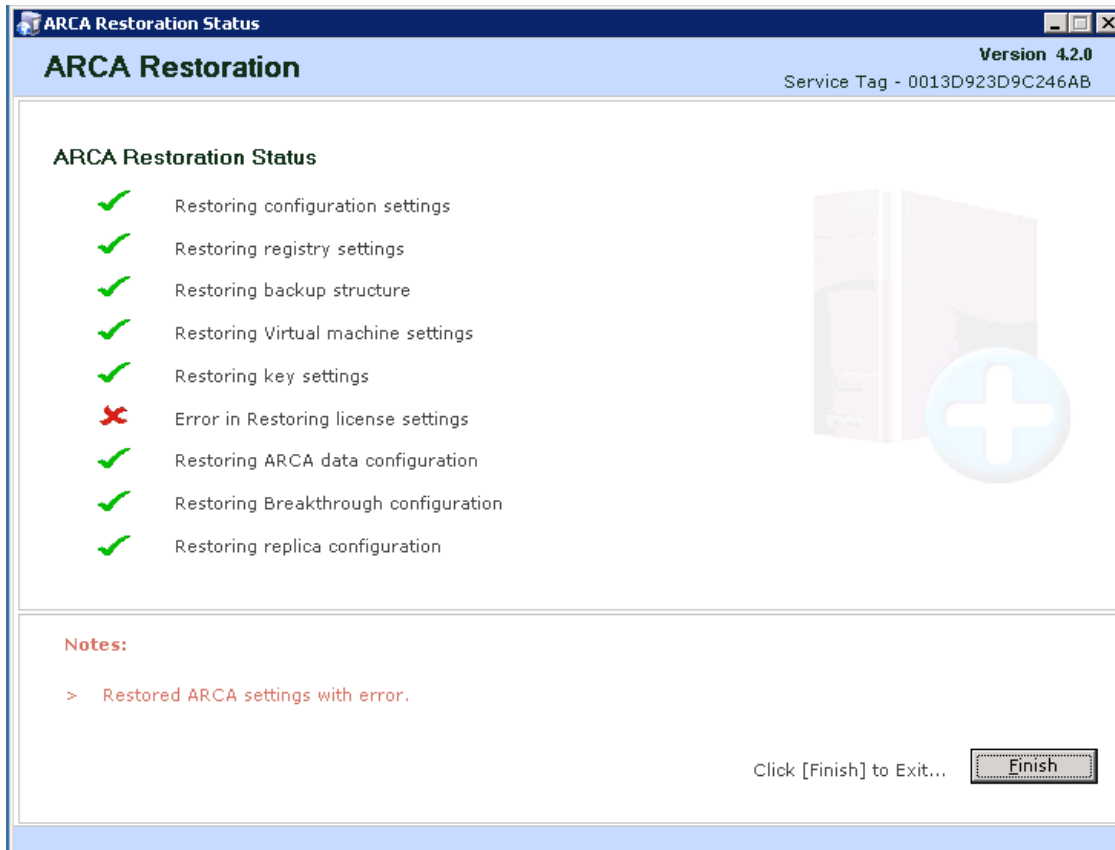 ARCA Restoration Status
ARCA Restoration
Version 4.2.0
Service Tag - 0013D923D9C246AB
ARCA Restoration Status
Restoring configuration settings
Restoring registry settings
Restoring backup structure
Restoring Virtual machine settings
Restoring key settings
Error in Restoring license settings
Restoring ARCA data configuration
Restoring Breakthrough configuration
Restoring replica configuration
Notes:
> Restored ARCA settings with error.
Click [Finish] to Exit...
Finish